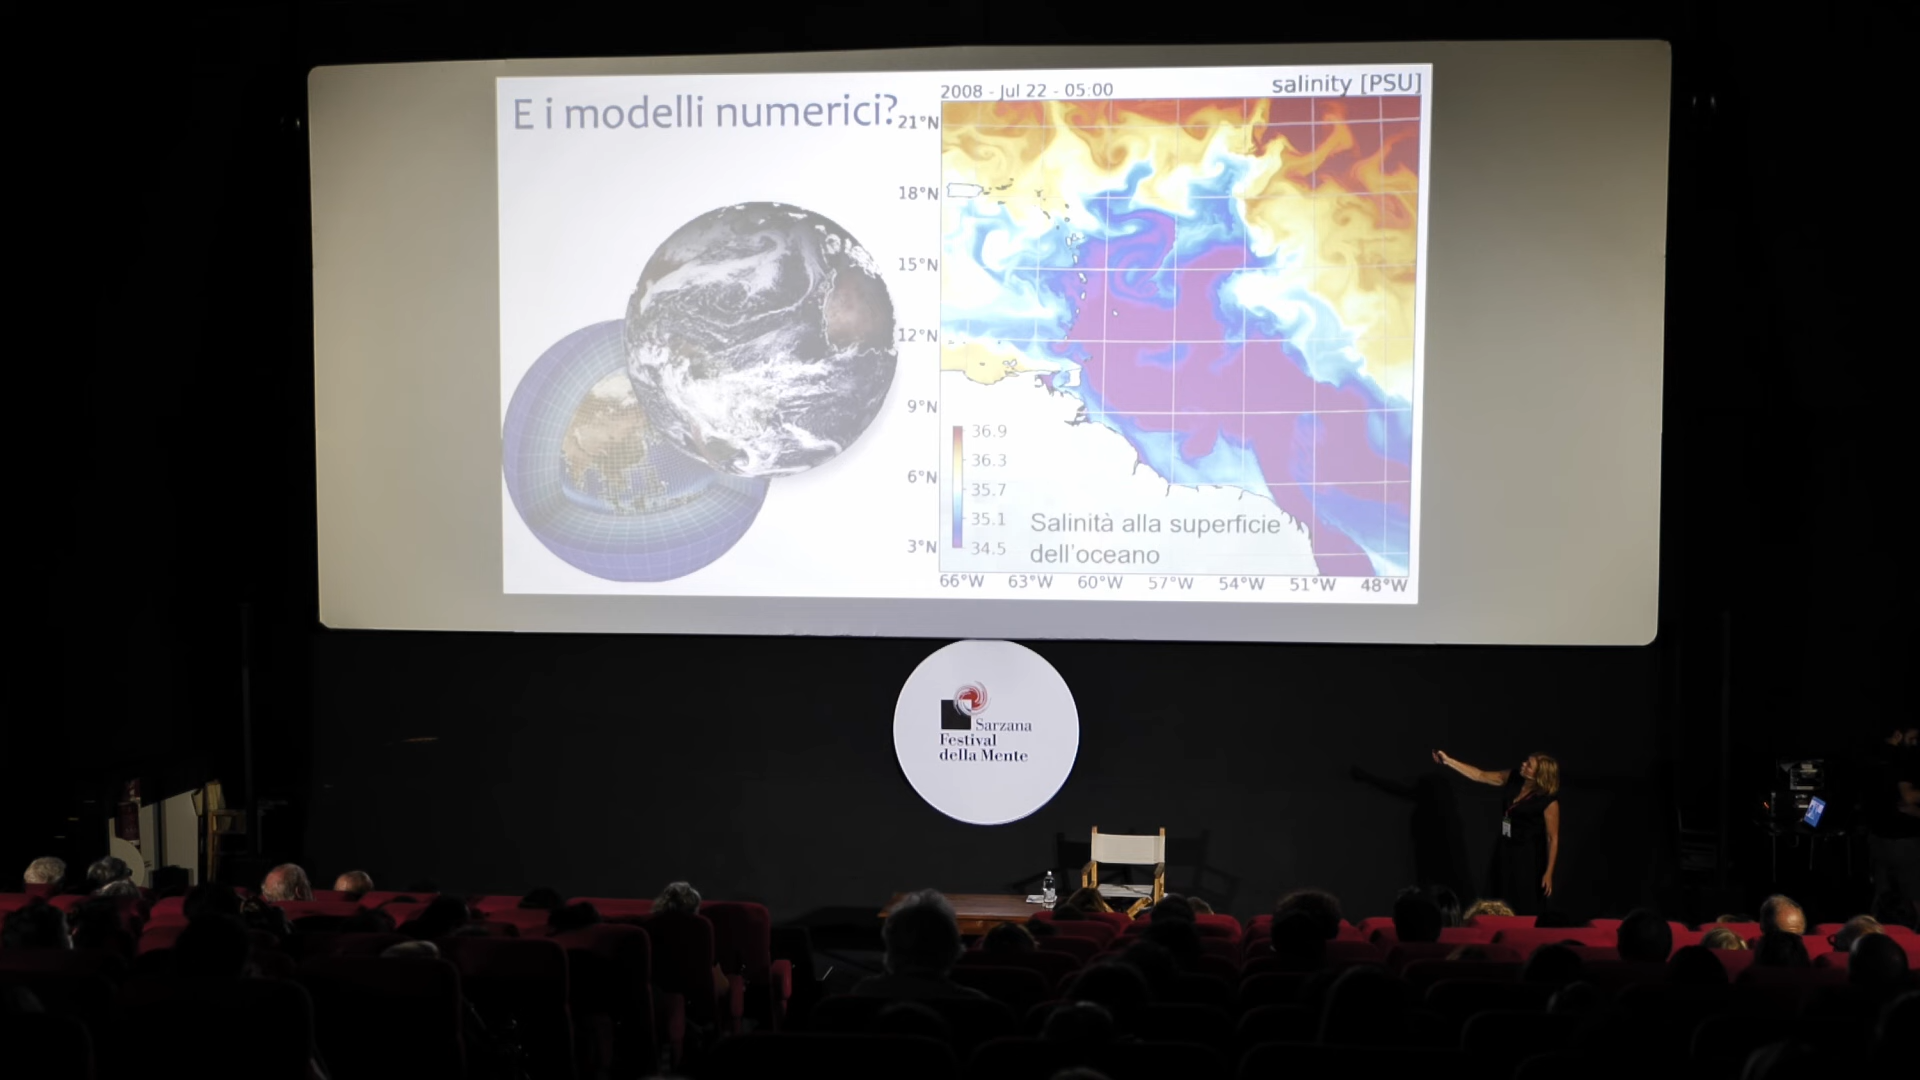 E i modelli numerici?
2008 - Jul 22 - 05:00
salinity [PSU]
21°N
18°N
15°N
12°N
9°N
6°N
3°N
36.9
36.3
35.7
35.1
34.5
Salinità alla superficie
dell'oceano
66°W 63°W 60°W 57°W 54°W 51°W 48°W
Sarzana
Festival
della Mente